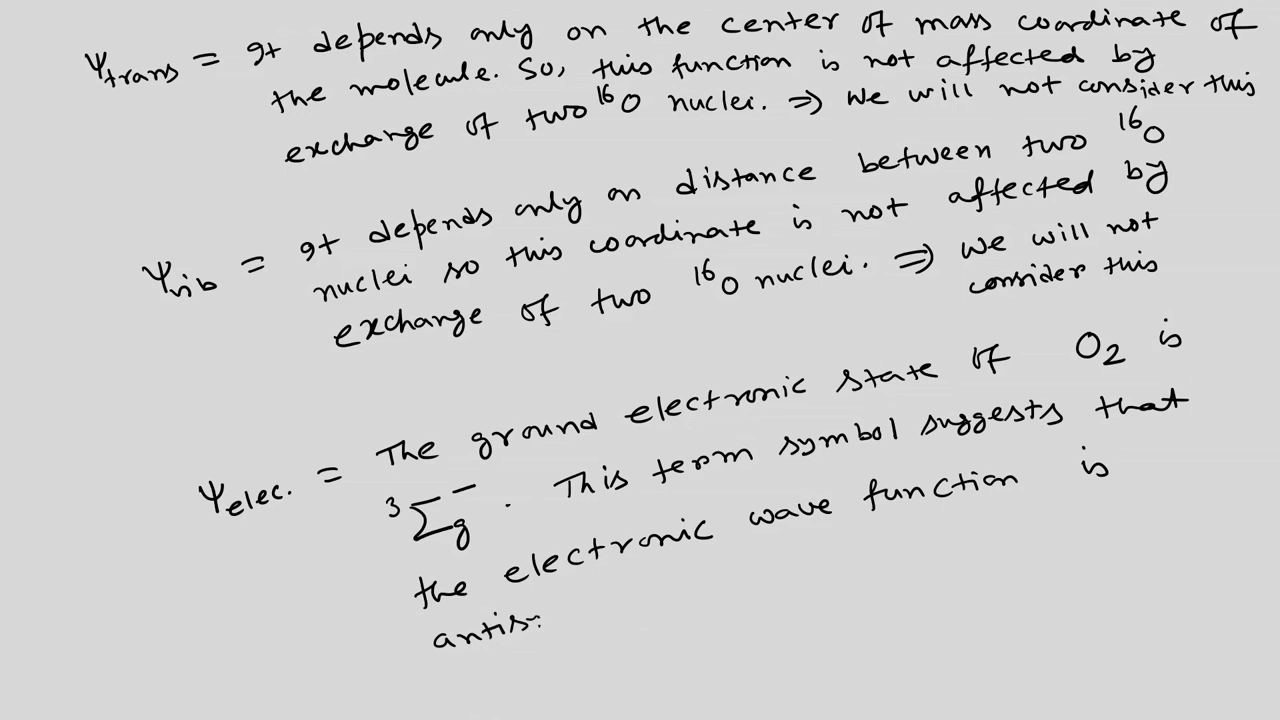 Ψtrans = It depends only on the center of mass coordinate of
the molecule. So, this function is not affected by
exchange of two ¹⁶O nuclei. ⇒ We will not consider this
Ψvib = It depends only on distance between two ¹⁶O
nuclei so this coordinate is not affected by
exchange of two ¹⁶O nuclei. ⇒ We will not
consider this
Ψelec. = The ground electronic state of O₂ is
³Σg⁻. This term symbol suggests that
the electronic wave function is
antis